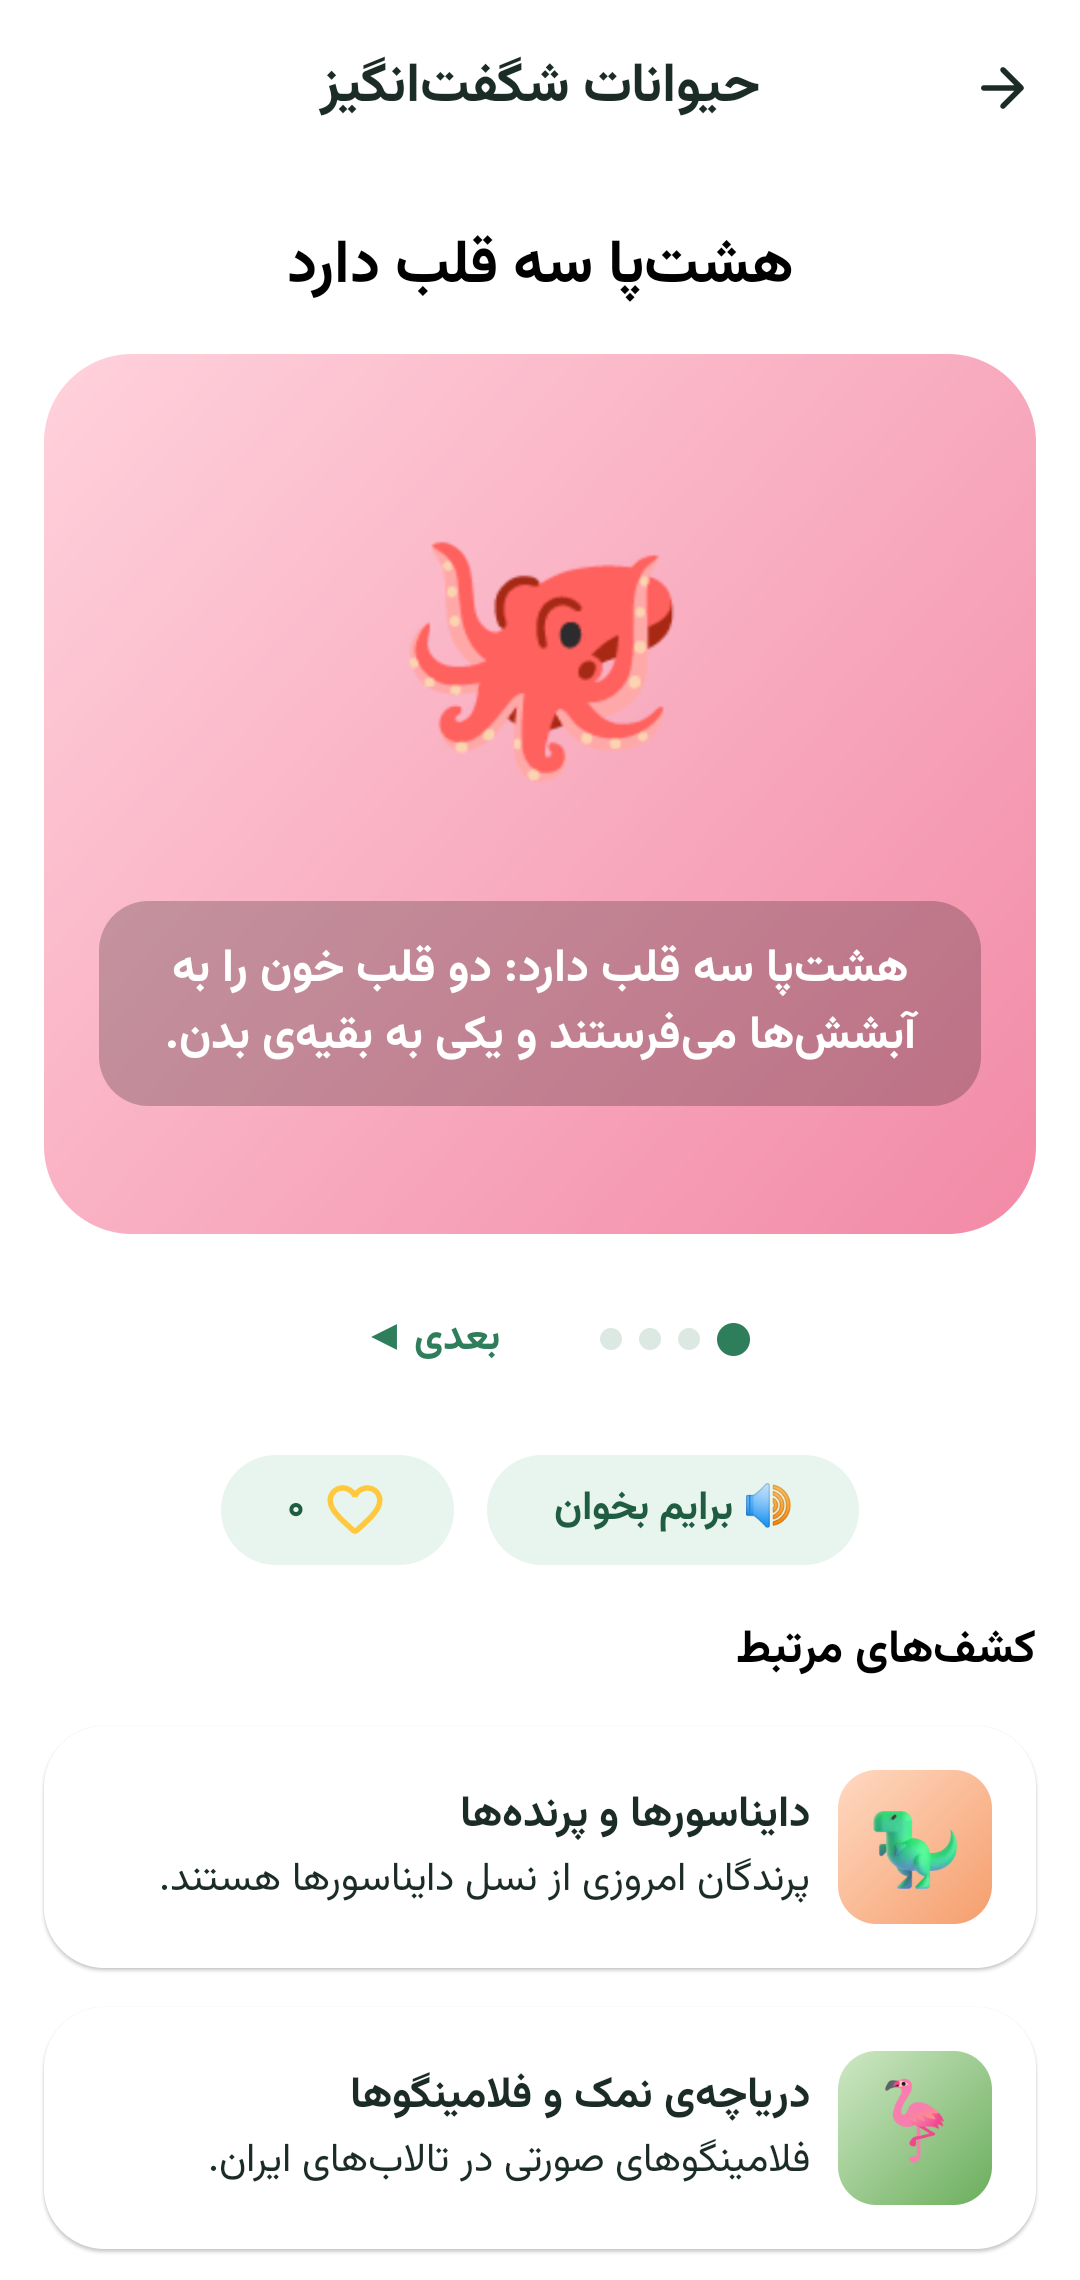 حیوانات شگفت‌انگیز
هشت‌پا سه قلب دارد
هشت‌پا سه قلب دارد: دو قلب خون را به
آبشش‌ها می‌فرستند و یکی به بقیه‌ی بدن.
بعدی ◀
🔊 برایم بخوان
۰
کشف‌های مرتبط
دایناسورها و پرنده‌ها
پرندگان امروزی از نسل دایناسورها هستند.
دریاچه‌ی نمک و فلامینگوها
فلامینگوهای صورتی در تالاب‌های ایران.